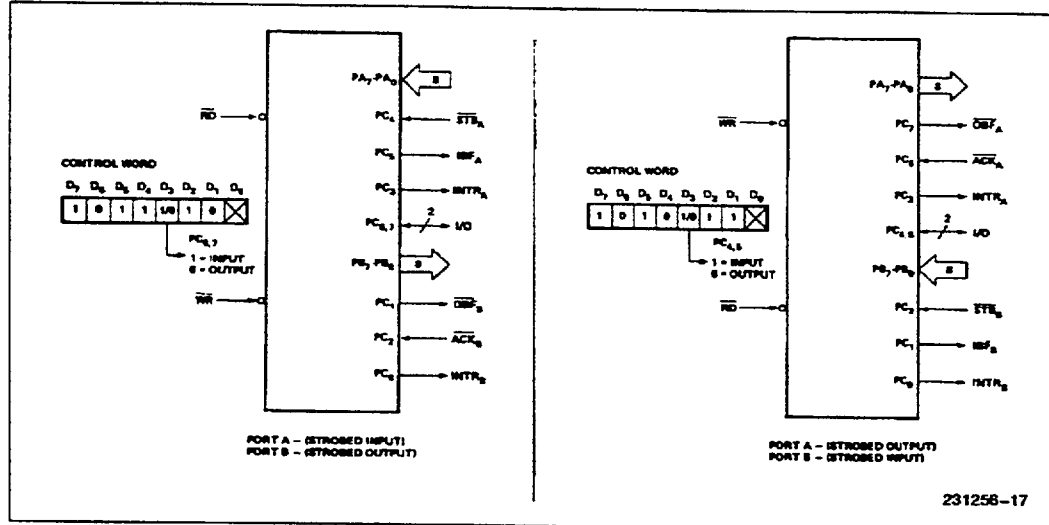 PA7-PA0
8
RD
PC4
STBA
PC5
IBFA
CONTROL WORD
PC3
INTRA
D7 D6 D5 D4 D3 D2 D1 D0
1 0 1 1 1/0 1 0
PC6,7
2
I/O
PC6,7
1 = INPUT
0 = OUTPUT
PB7-PB0
8
WR
PC1
OBFB
PC2
ACKB
PC0
INTRB
PORT A – (STROBED INPUT)
PORT B – (STROBED OUTPUT)
PA7-PA0
8
WR
PC7
OBFA
PC6
ACKA
CONTROL WORD
PC3
INTRA
D7 D6 D5 D4 D3 D2 D1 D0
1 0 1 0 1/0 1 1
PC4,5
2
I/O
PC4,5
1 = INPUT
0 = OUTPUT
PB7-PB0
8
RD
PC2
STBB
PC1
IBFB
PC0
INTRB
PORT A – (STROBED OUTPUT)
PORT B – (STROBED INPUT)
231256-17